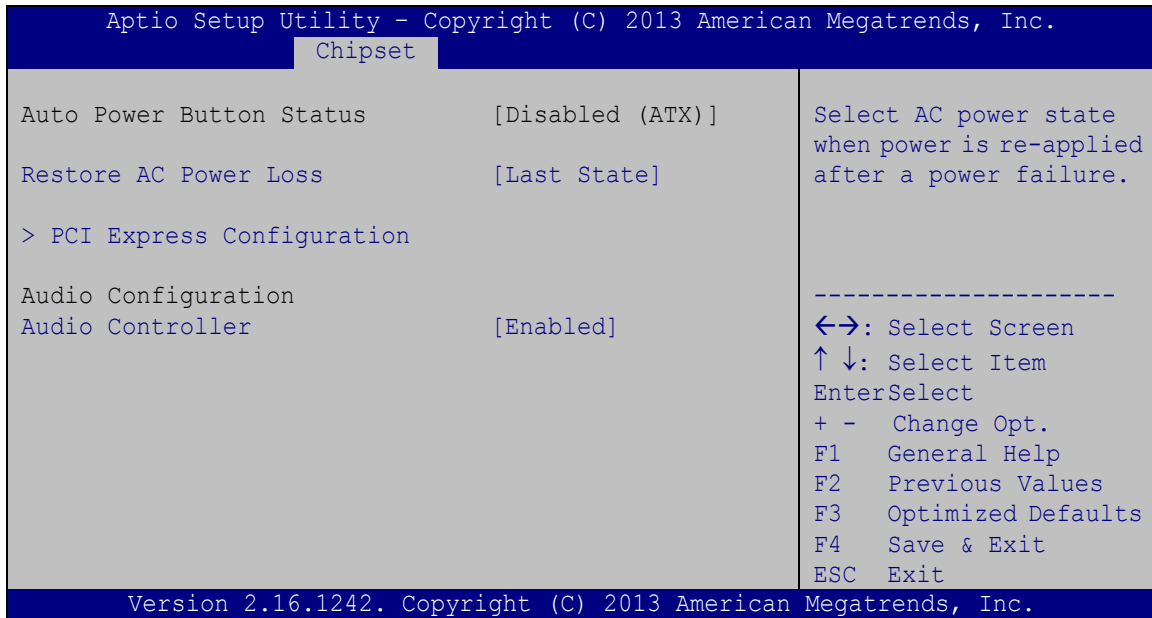 Aptio Setup Utility – Copyright (C) 2013 American Megatrends, Inc.
Chipset
Auto Power Button Status [Disabled (ATX)]
Restore AC Power Loss [Last State]
> PCI Express Configuration
Audio Configuration
Audio Controller [Enabled]
Select AC power state
when power is re-applied
after a power failure.
---------------------
←→: Select Screen
↑ ↓: Select Item
EnterSelect
+ - Change Opt.
F1 General Help
F2 Previous Values
F3 Optimized Defaults
F4 Save & Exit
ESC Exit
Version 2.16.1242. Copyright (C) 2013 American Megatrends, Inc.